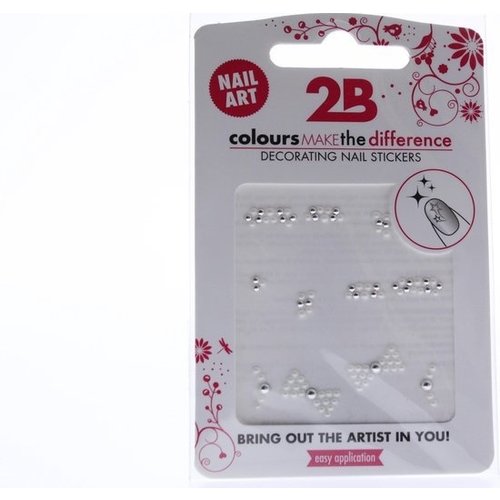 NAIL
ART
2B
colours MAKE the difference
DECORATING NAIL STICKERS
BRING OUT THE ARTIST IN YOU!
easy application